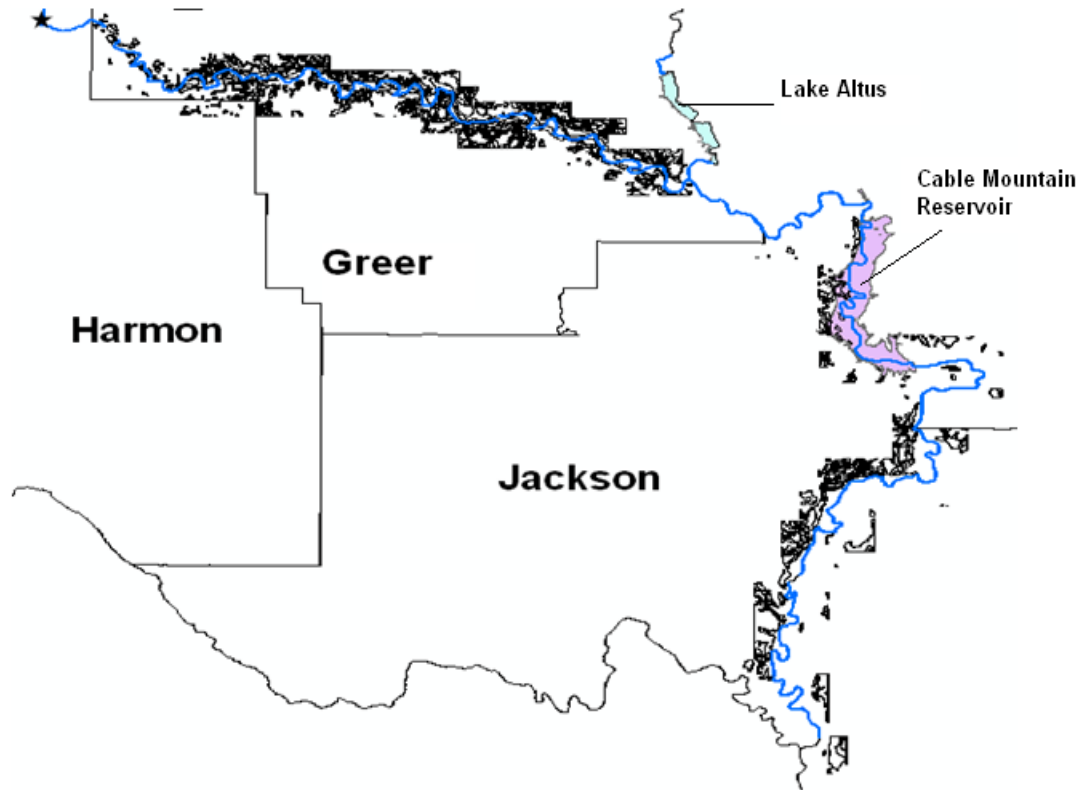 Lake Altus
Cable Mountain
Reservoir
Greer
Harmon
Jackson